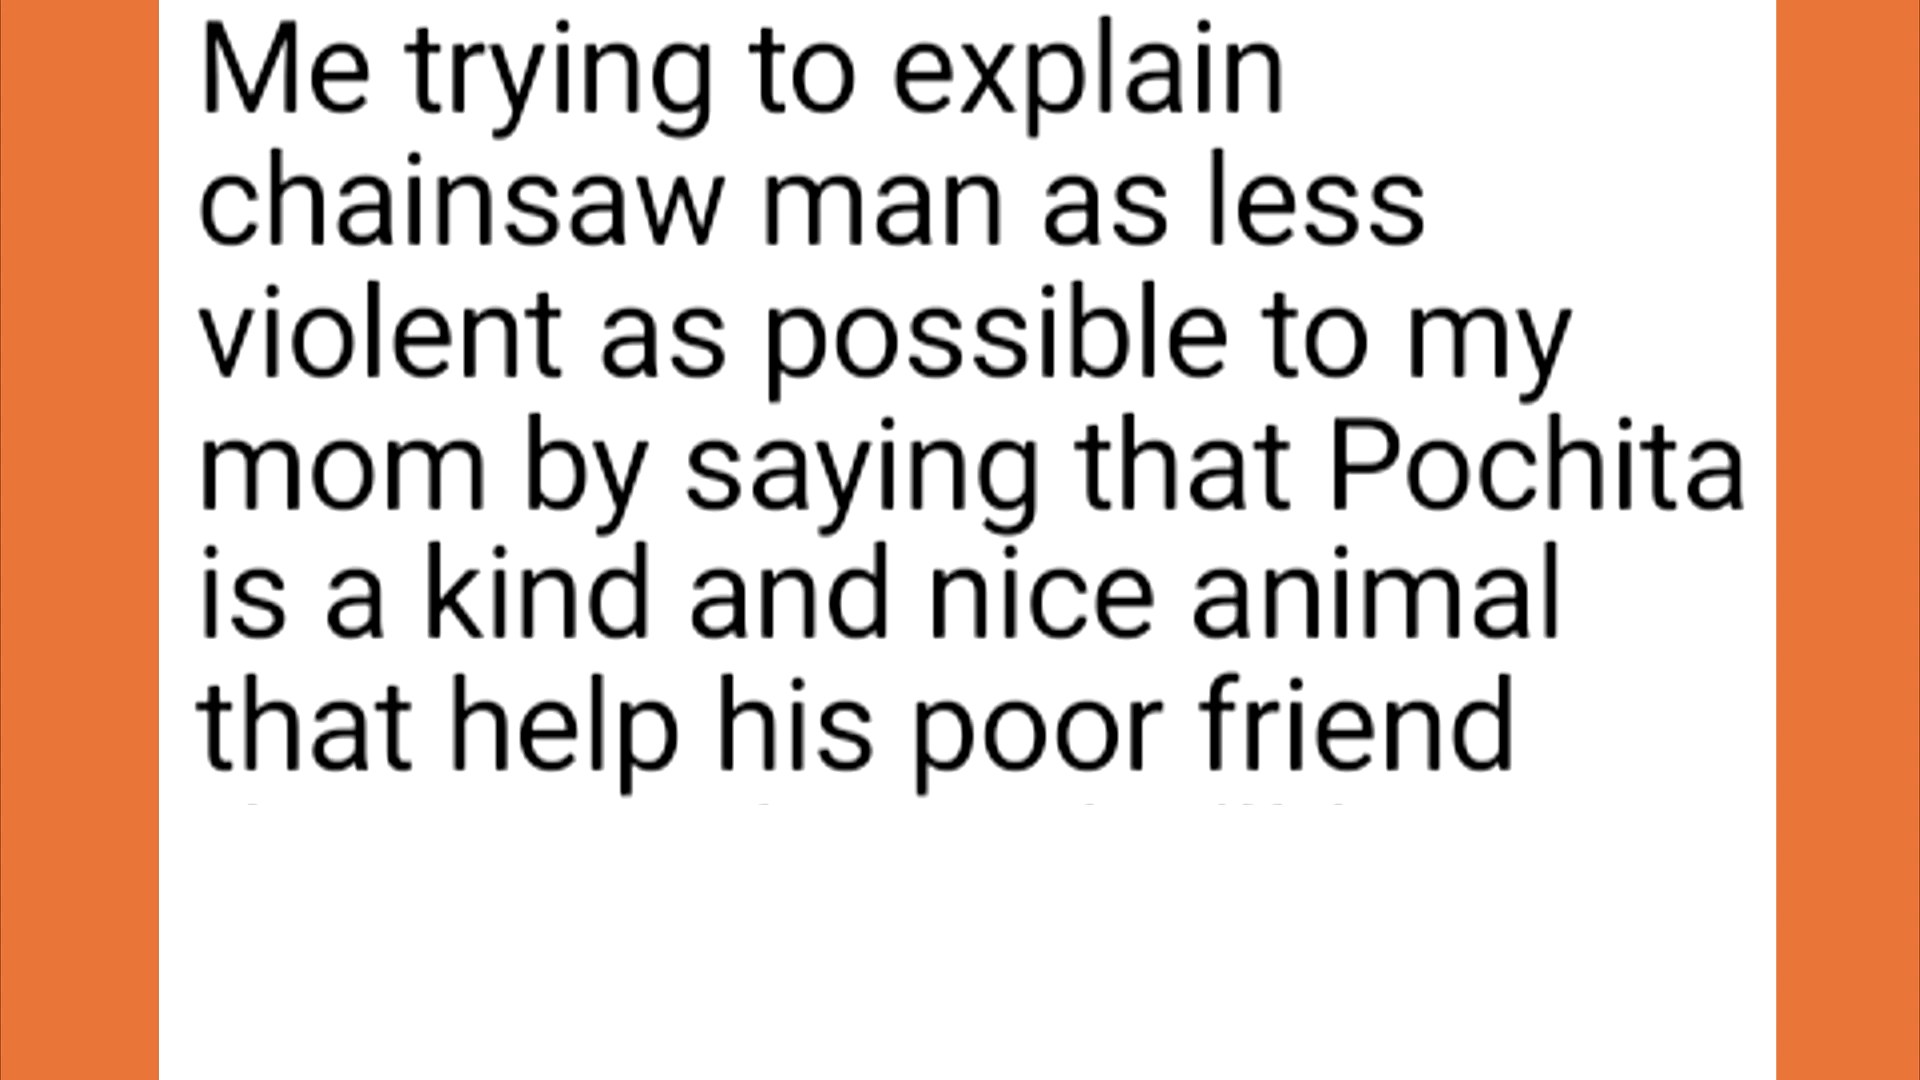 Me trying to explain
chainsaw man as less
violent as possible to my
mom by saying that Pochita
is a kind and nice animal
that help his poor friend